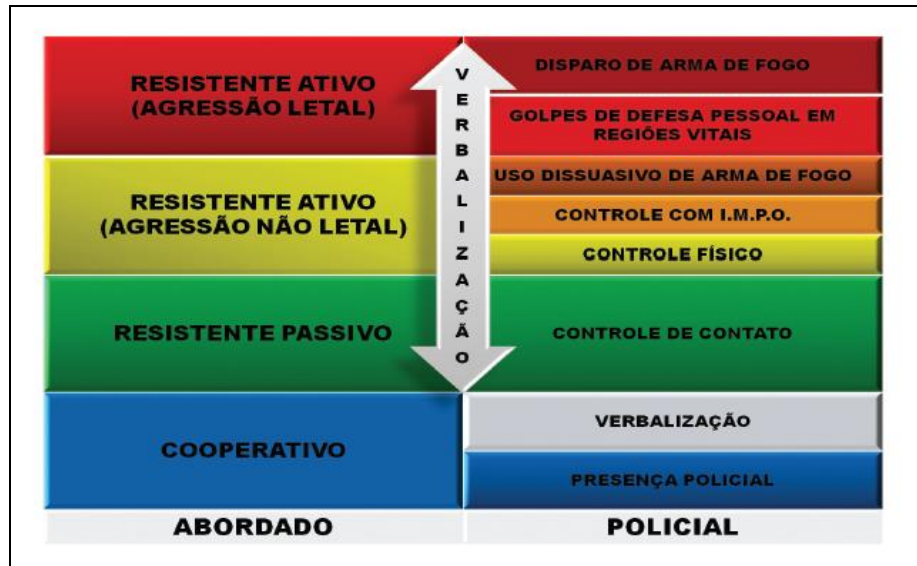 RESISTENTE ATIVO
(AGRESSÃO LETAL)
RESISTENTE ATIVO
(AGRESSÃO NÃO LETAL)
RESISTENTE PASSIVO
COOPERATIVO
ABORDADO
VERBALIZAÇÃO
DISPARO DE ARMA DE FOGO
GOLPES DE DEFESA PESSOAL EM
REGIÕES VITAIS
USO DISSUASIVO DE ARMA DE FOGO
CONTROLE COM I.M.P.O.
CONTROLE FÍSICO
CONTROLE DE CONTATO
VERBALIZAÇÃO
PRESENÇA POLICIAL
POLICIAL